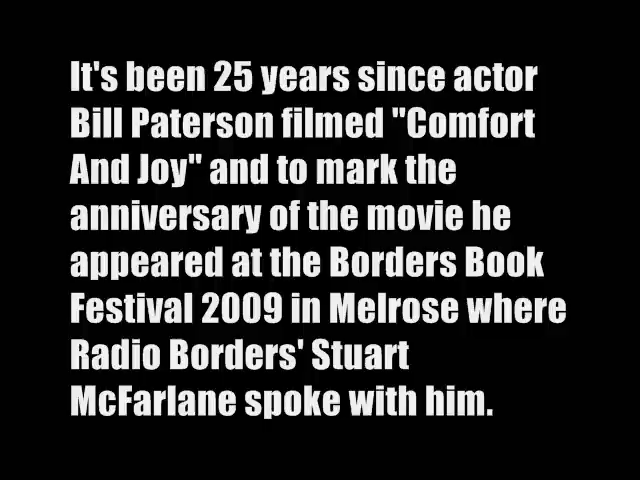 It's been 25 years since actor
Bill Paterson filmed "Comfort
And Joy" and to mark the
anniversary of the movie he
appeared at the Borders Book
Festival 2009 in Melrose where
Radio Borders' Stuart
McFarlane spoke with him.